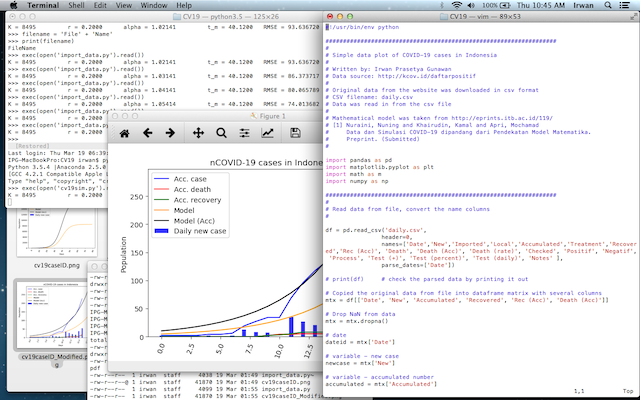 Terminal Shell Edit View Window Help
100% Thu 10:45 AM Irwan
CV19 — python3.5 — 125×26
K = 8495 r = 0.2000 alpha = 1.02141 t_m = 40.1200 RMSE = 93.636720
>>> filename = 'File' + 'Name'
>>> print(filename)
FileName
>>> exec(open('import_data.py').read())
K = 8495 r = 0.2000 alpha = 1.02141 t_m = 40.1200 RMSE = 93.636720
>>> exec(open('import_data.py').read())
K = 8495 r = 0.2000 alpha = 1.03141 t_m = 40.1200 RMSE = 86.373717
>>> exec(open('import_data.py').read())
K = 8495 r = 0.2000 alpha = 1.04141 t_m = 40.1200 RMSE = 80.065789
>>> exec(open('import_data.py').read())
K = 8495 r = 0.2000 alpha = 1.05414 t_m = 40.1200 RMSE = 74.013682
>>>
[Restored]
Last login: Thu Mar 19 06:39
IPG-MacBookPro:CV19 irwan$ p
Python 3.5.4 |Anaconda 2.5.0
[GCC 4.2.1 Compatible Apple L
Type "help", "copyright", "c
>>> exec(open('cv19sim.py').r
K = 8495 r = 0.2000
Figure 1
nCOVID-19 cases in Indone
Acc. case
Acc. death
Acc. recovery
Model
Model (Acc)
Daily new case
Population
250
200
150
100
50
0
0.0
2.5
5.0
7.5
10.0
12.5
cv19caseID.png
cv19caseID_Modified.pn
g
pdf
-rw-r--r-- 1 irwan staff 4038 19 Mar 01:49 import_data.py~
-rw-r--r--@ 1 irwan staff 41870 19 Mar 01:49 cv19caseID.png
-rw-r--r-- 1 irwan staff 4099 19 Mar 01:55 import_data.py
-rw-r--r-- 1 irwan staff 41849 19 Mar 01:56 cv19caseID_Modified.png
CV19 — vim — 89×53
#!/usr/bin/env python
# Simple data plot of COVID-19 cases in Indonesia
#
# Written by: Irwan Prasetya Gunawan
# Data source: http://kcov.id/daftarpositif
#
# Original data from the website was downloaded in csv format
# CSV filename: daily.csv
# Data was read in from the csv file
#
# Mathematical model was taken from http://eprints.itb.ac.id/119/
# [1] Nuraini, Nuning and Khairudin, Kamal and Apri, Mochamad
# Data dan Simulasi COVID-19 dipandang dari Pendekatan Model Matematika.
# Preprint. (Submitted)
#
import pandas as pd
import matplotlib.pyplot as plt
import math as m
import numpy as np
#
# Read data from file, convert the name columns
#
df = pd.read_csv('daily.csv',
header=0,
names=['Date','New','Imported','Local','Accumulated','Treatment','Recover
ed','Rec (Acc)', 'Death', 'Death (Acc)', 'Death (rate)', 'Checked', 'Positif', 'Negatif',
'Process', 'Test (+)', 'Test (percent)', 'Test (daily)', 'Notes' ],
parse_dates=['Date'])
# print(df) # check the parsed data by printing it out
# Copied the original data from file into dataframe matrix with several columns
mtx = df[['Date', 'New', 'Accumulated', 'Recovered', 'Rec (Acc)', 'Death (Acc)']]
# Drop NaN from data
mtx = mtx.dropna()
# date
dateid = mtx['Date']
# variable – new case
newcase = mtx['New']
# variable – accumulated number
accumulated = mtx['Accumulated']
1,1 Top